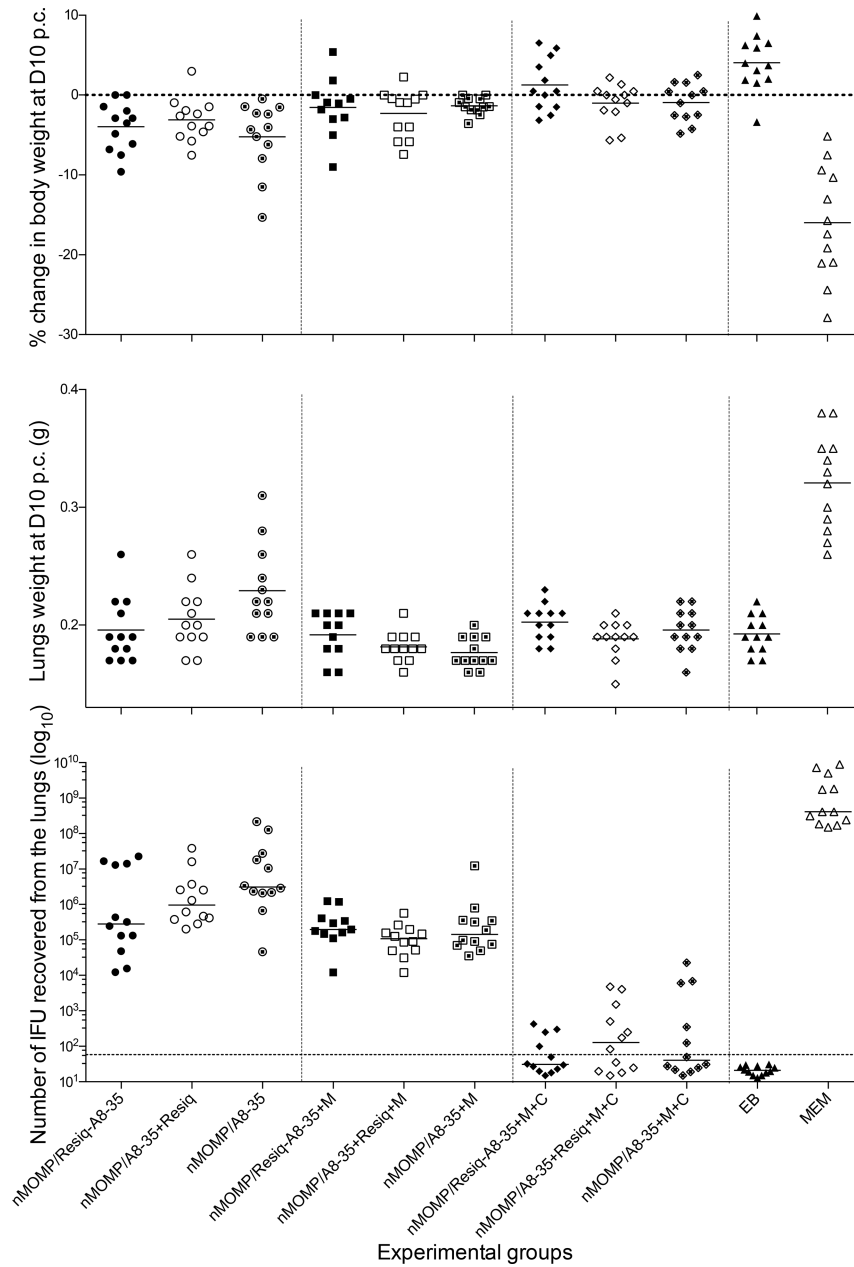 % change in body weight at D10 p.c.
10
0
-10
-20
-30
Lungs weight at D10 p.c. (g)
0.4
0.3
0.2
Number of IFU recovered from the lungs (log10)
10^10
10^9
10^8
10^7
10^6
10^5
10^4
10^3
10^2
10^1
nMOMP/Resiq-A8-35
nMOMP/A8-35+Resiq
nMOMP/A8-35
nMOMP/Resiq-A8-35+M
nMOMP/A8-35+Resiq+M
nMOMP/A8-35+M
nMOMP/Resiq-A8-35+M+C
nMOMP/A8-35+Resiq+M+C
nMOMP/A8-35+M+C
EB
MEM
Experimental groups